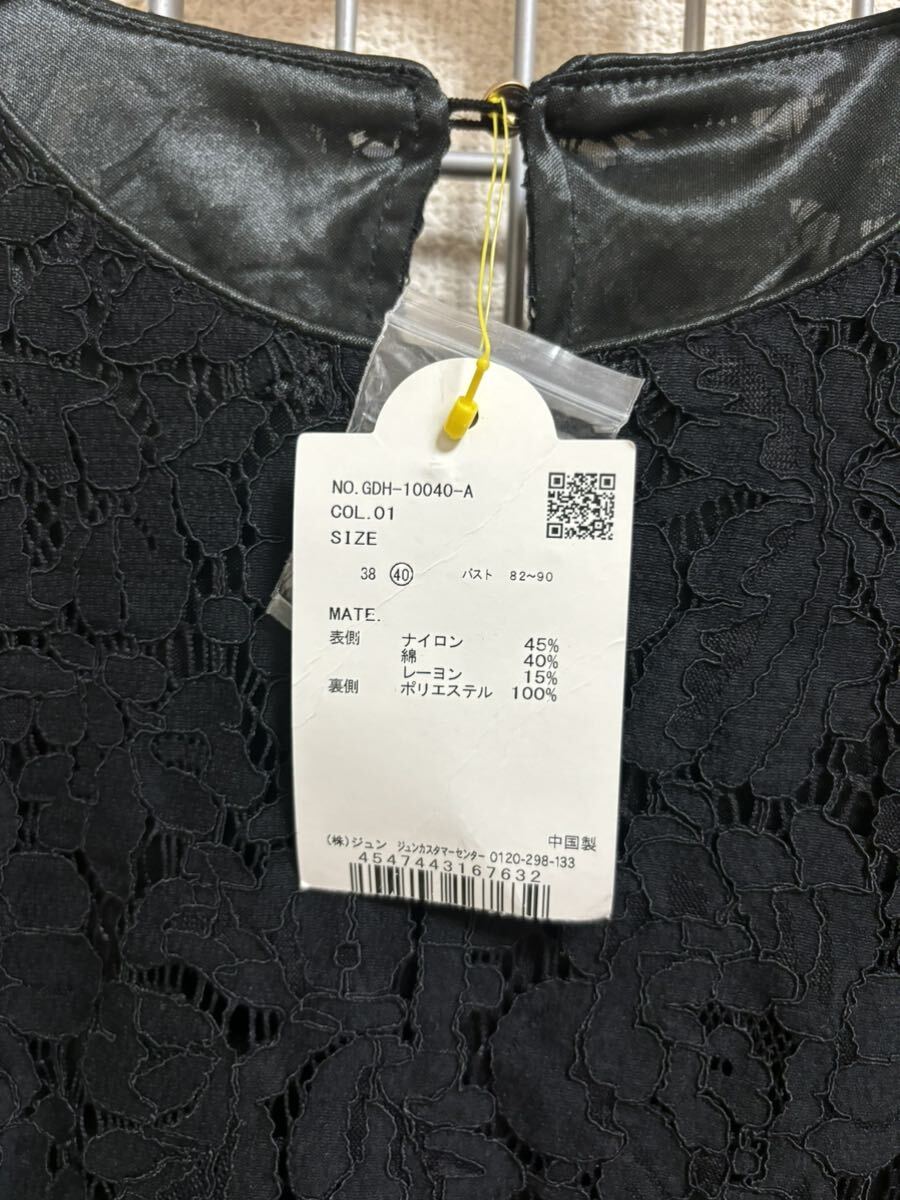 NO.GDH-10040-A
COL.01
SIZE
38 ㊵ バスト 82~90
MATE.
表側 ナイロン 45%
綿 40%
レーヨン 15%
裏側 ポリエステル 100%
中国製
(株)ジュン ジュンカスタマーセンター 0120-298-133
4547443167632